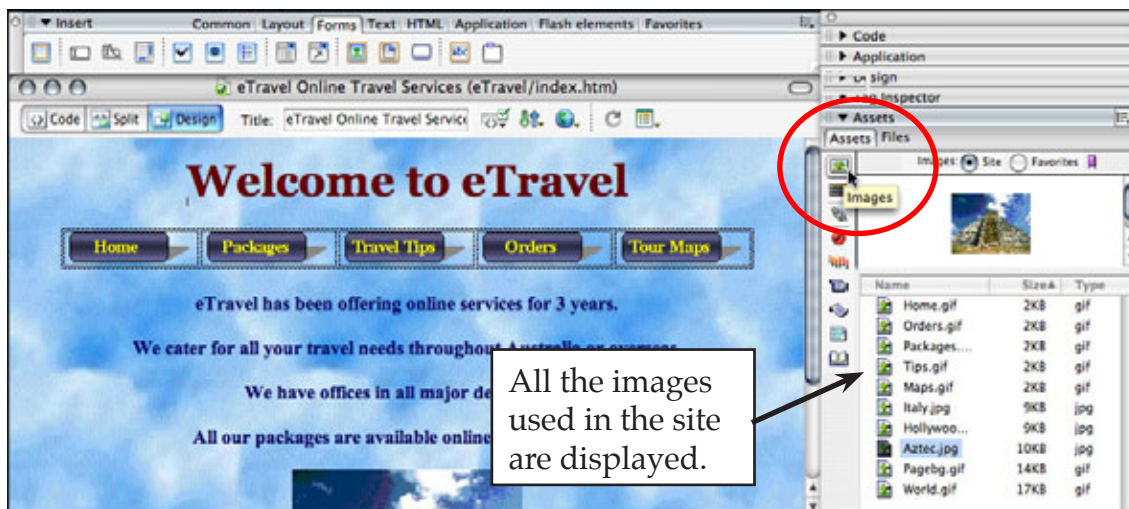 Insert Common Layout Forms Text HTML Application Flash elements Favorites
eTravel Online Travel Services (eTravel/index.htm)
Code Split Design Title: eTravel Online Travel Servic
Welcome to eTravel
Home Packages Travel Tips Orders Tour Maps
eTravel has been offering online services for 3 years.
We cater for all your travel needs throughout
We have offices in all major de
All our packages are available online
All the images
used in the site
are displayed.
Code
Application
sign
Inspector
Assets
Assets Files
Images: Site Favorites
Images
Name Size Type
Home.gif 2KB gif
Orders.gif 2KB gif
Packages.... 2KB gif
Tips.gif 2KB gif
Maps.gif 2KB gif
Italy.jpg 9KB jpg
Hollywoo... 9KB jpg
Aztec.jpg 10KB jpg
Pagebg.gif 14KB gif
World.gif 17KB gif